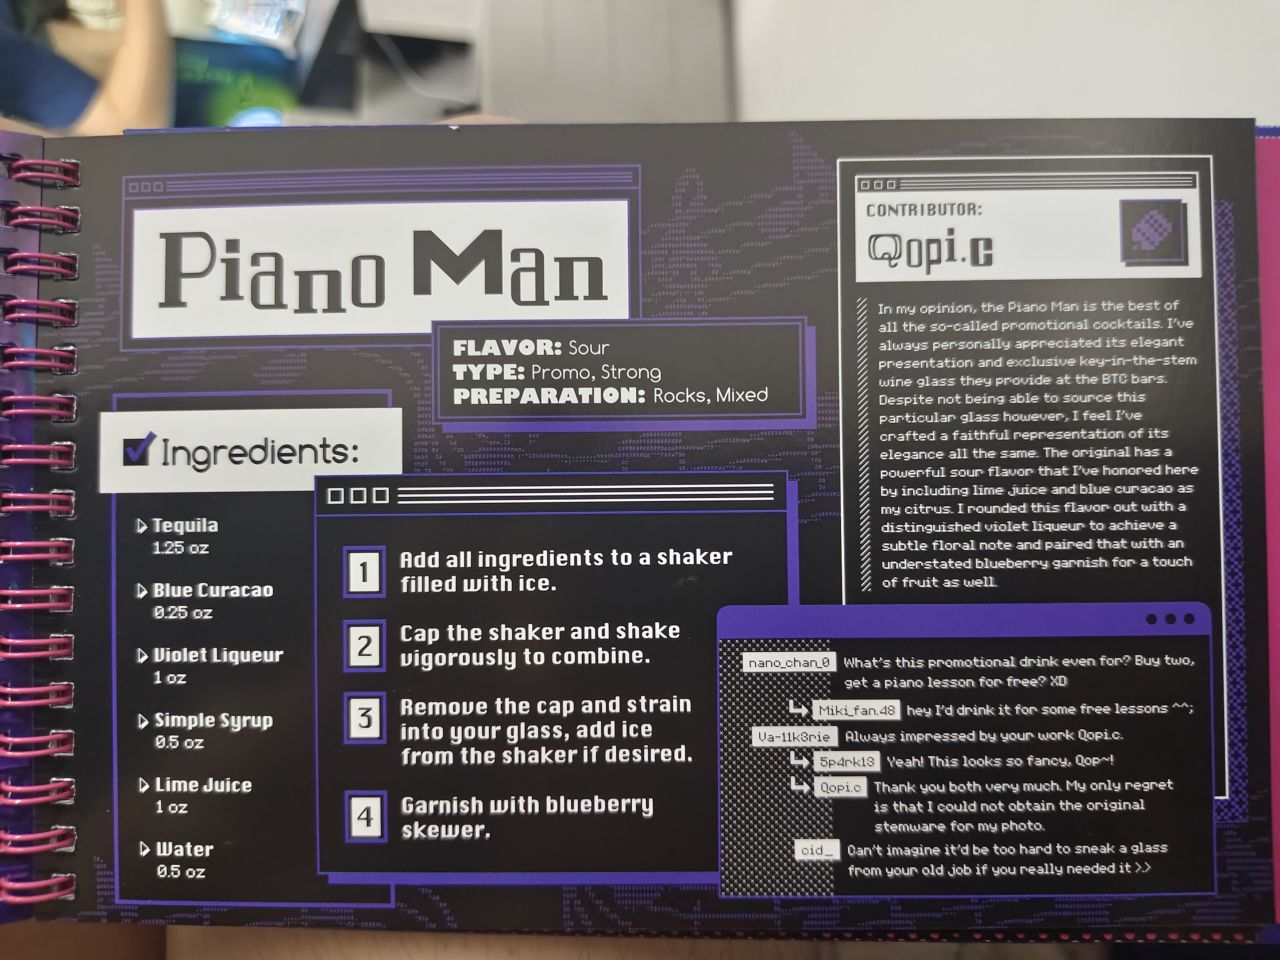 Piano Man
FLAVOR: Sour
TYPE: Promo, Strong
PREPARATION: Rocks, Mixed
Ingredients:
Tequila
1.25 oz
Blue Curacao
0.25 oz
Violet Liqueur
1 oz
Simple Syrup
0.5 oz
Lime Juice
1 oz
Water
0.5 oz
1
Add all ingredients to a shaker
filled with ice.
2
Cap the shaker and shake
vigorously to combine.
3
Remove the cap and strain
into your glass, add ice
from the shaker if desired.
4
Garnish with blueberry
skewer.
CONTRIBUTOR:
Qopi.c
In my opinion, the Piano Man is the best of
all the so-called promotional cocktails. I've
always personally appreciated its elegant
presentation and exclusive key-in-the-stem
wine glass they provide at the BTC bars.
Despite not being able to source this
particular glass however, I feel I've
crafted a faithful representation of its
elegance all the same. The original has a
powerful sour flavor that I've honored here
by including lime juice and blue curacao as
my citrus. I rounded this flavor out with a
distinguished violet liqueur to achieve a
subtle floral note and paired that with an
understated blueberry garnish for a touch
of fruit as well.
nano_chan_0 What's this promotional drink even for? Buy two,
get a piano lesson for free? XD
Miki_fan.48 hey I'd drink it for some free lessons ^^;
Va-11k3rie Always impressed by your work Qopi.c.
5p4rk13 Yeah! This looks so fancy, Qop~!
Qopi.c Thank you both very much. My only regret
is that I could not obtain the original
stemware for my photo.
cid_ Can't imagine it'd be too hard to sneak a glass
from your old job if you really needed it >.>